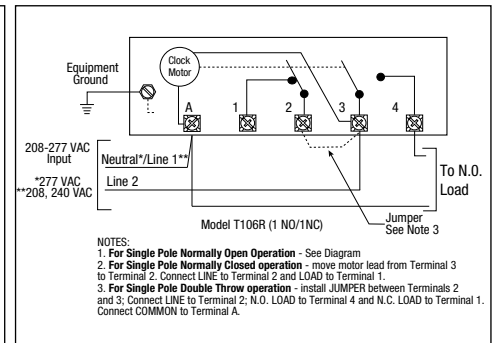 Clock
Motor
Equipment
Ground
A
1
2
3
4
208-277 VAC
Input
*277 VAC
**208, 240 VAC
Neutral*/Line 1**
Line 2
To N.O.
Load
Jumper
See Note 3
Model T106R (1 NO/1NC)
NOTES:
1. For Single Pole Normally Open Operation - See Diagram
2. For Single Pole Normally Closed operation - move motor lead from Terminal 3
to Terminal 2. Connect LINE to Terminal 2 and LOAD to Terminal 1.
3. For Single Pole Double Throw operation - install JUMPER between Terminals 2
and 3; Connect LINE to Terminal 2; N.O. LOAD to Terminal 4 and N.C. LOAD to Terminal 1.
Connect COMMON to Terminal A.